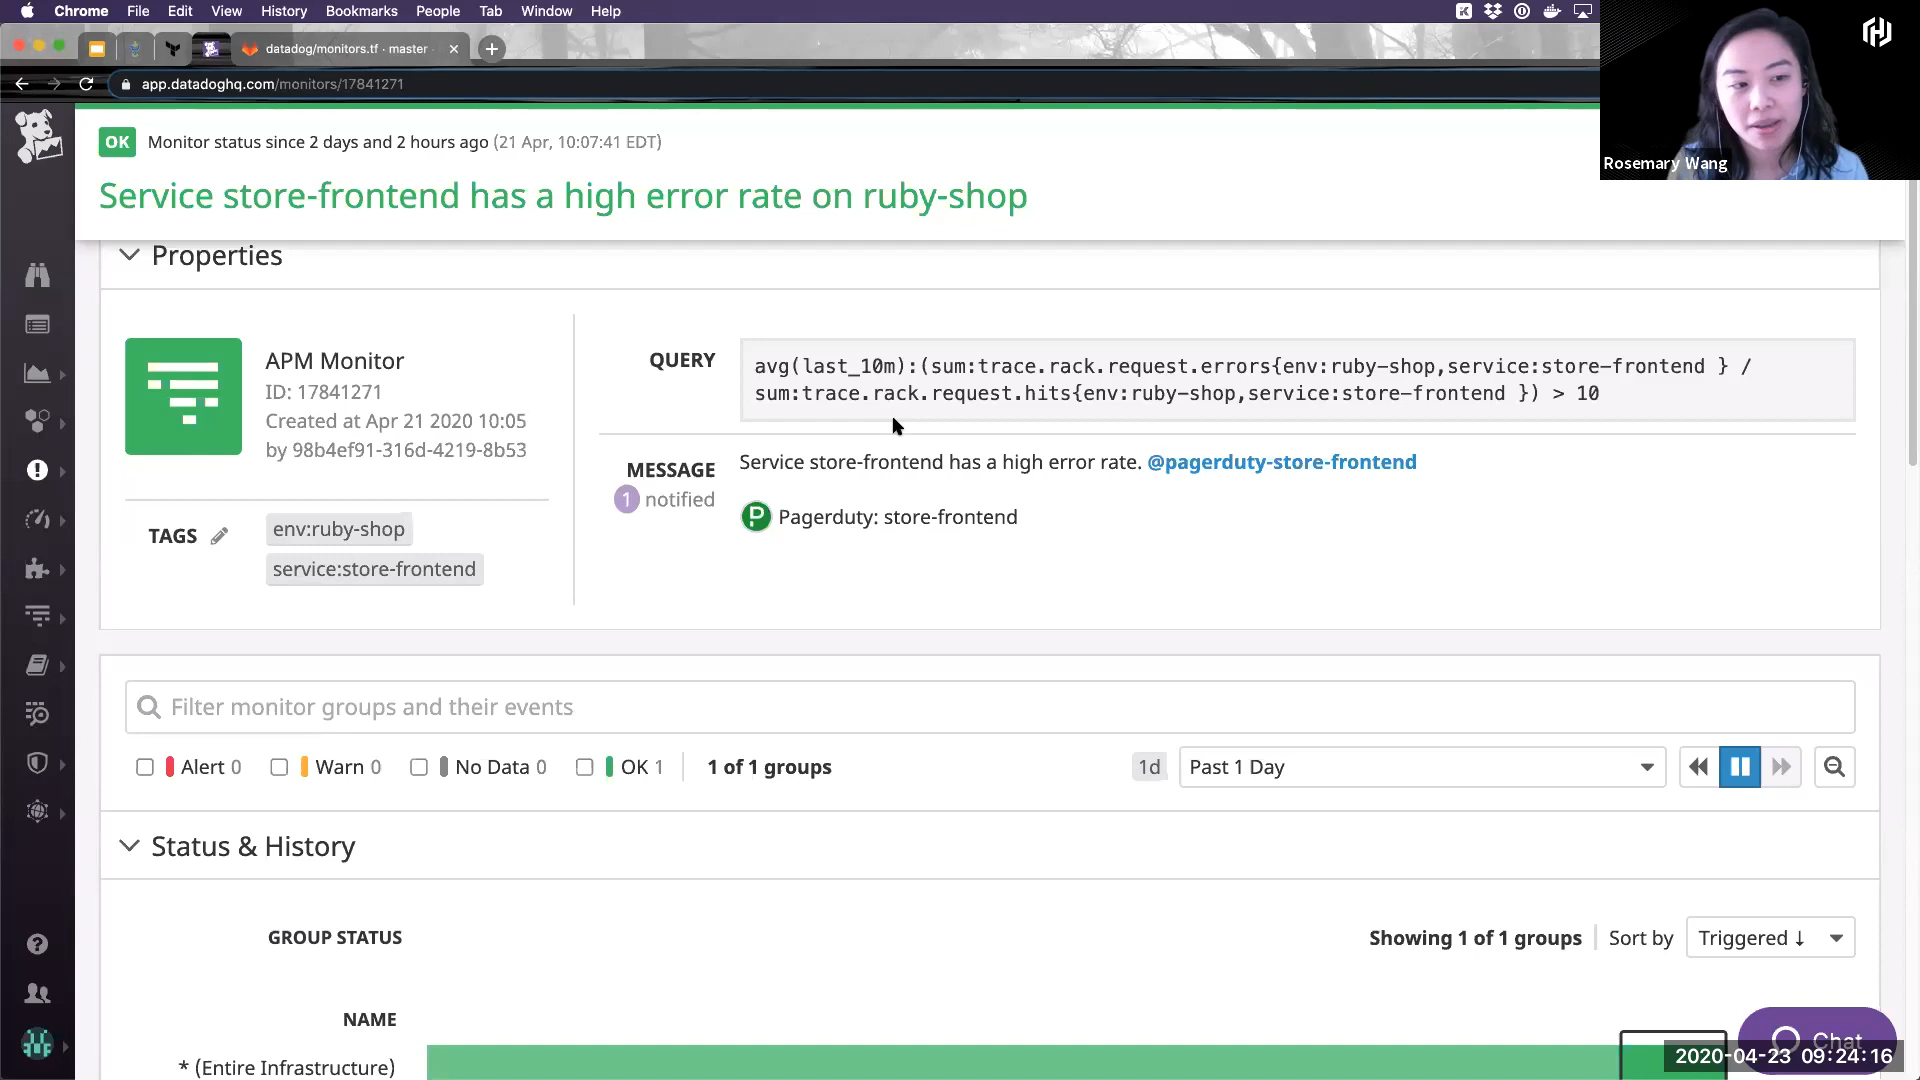 Chrome File Edit View History Bookmarks People Tab Window Help
datadog/monitors.tf · master
app.datadoghq.com/monitors/17841271
Rosemary Wang
OK Monitor status since 2 days and 2 hours ago (21 Apr, 10:07:41 EDT)
Service store-frontend has a high error rate on ruby-shop
Properties
APM Monitor
ID: 17841271
Created at Apr 21 2020 10:05
by 98b4ef91-316d-4219-8b53
TAGS env:ruby-shop
service:store-frontend
QUERY avg(last_10m):(sum:trace.rack.request.errors{env:ruby-shop,service:store-frontend } /
sum:trace.rack.request.hits{env:ruby-shop,service:store-frontend }) > 10
MESSAGE Service store-frontend has a high error rate. @pagerduty-store-frontend
1 notified
Pagerduty: store-frontend
Filter monitor groups and their events
Alert 0 Warn 0 No Data 0 OK 1 1 of 1 groups 1d Past 1 Day
Status & History
GROUP STATUS Showing 1 of 1 groups Sort by Triggered ↓
NAME
* (Entire Infrastructure)
Chat
2020-04-23 09:24:16